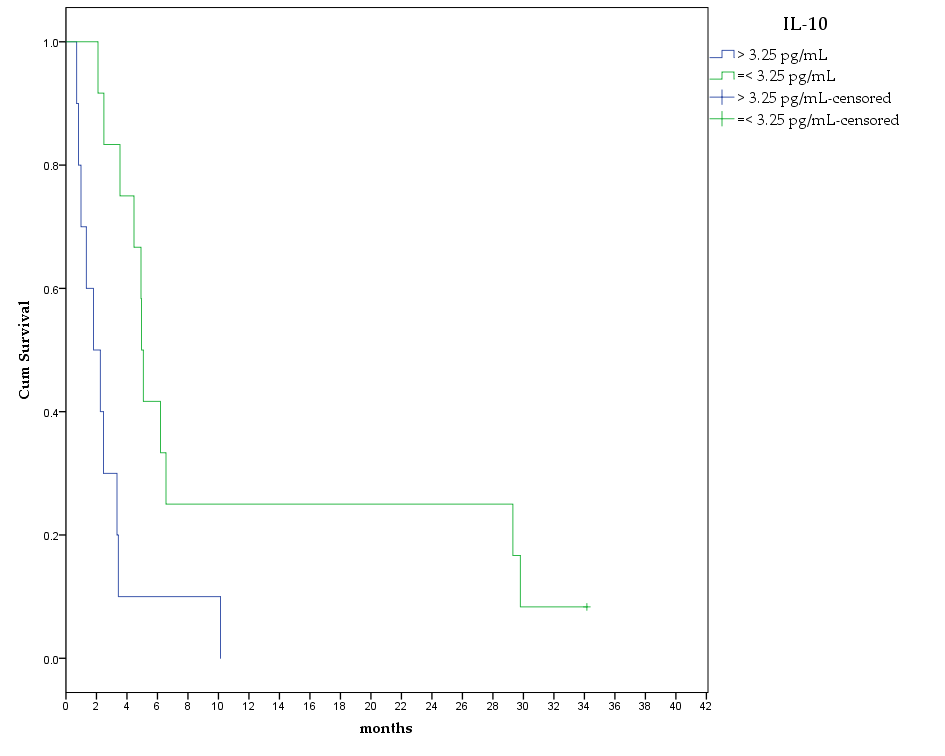 IL-10
> 3.25 pg/mL
=< 3.25 pg/mL
> 3.25 pg/mL-censored
=< 3.25 pg/mL-censored
1.0
0.8
0.6
0.4
0.2
0.0
Cum Survival
0 2 4 6 8 10 12 14 16 18 20 22 24 26 28 30 32 34 36 38 40 42
months